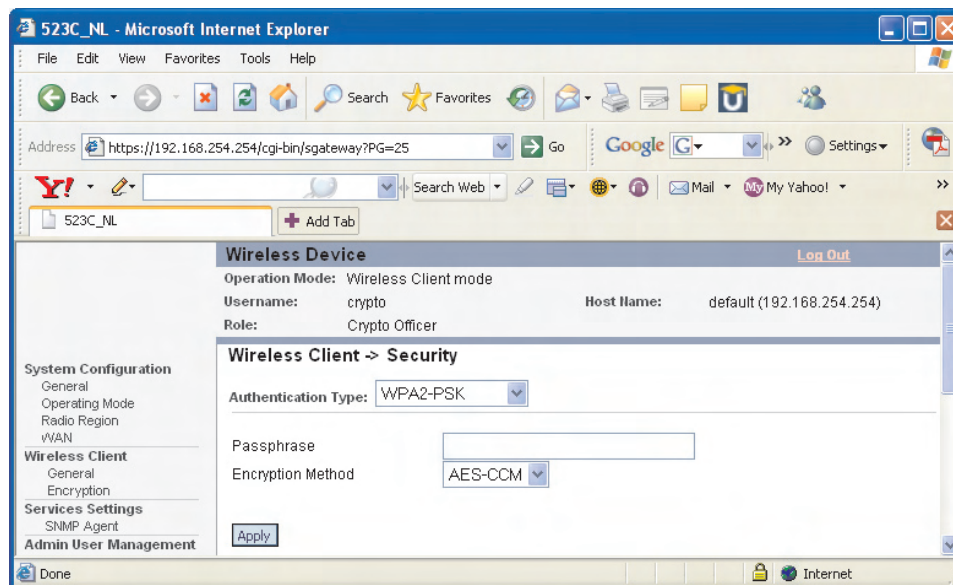 523C_NL - Microsoft Internet Explorer
File Edit View Favorites Tools Help
Back Search Favorites
Address https://192.168.254.254/cgi-bin/sgateway?PG=25 Go Google G Settings
Y! Search Web Mail My My Yahoo!
523C_NL Add Tab
Wireless Device Log Out
Operation Mode: Wireless Client mode
Username: crypto Host Name: default (192.168.254.254)
Role: Crypto Officer
Wireless Client -> Security
Authentication Type: WPA2-PSK
Passphrase
Encryption Method AES-CCM
Apply
System Configuration
General
Operating Mode
Radio Region
WAN
Wireless Client
General
Encryption
Services Settings
SNMP Agent
Admin User Management
Done Internet